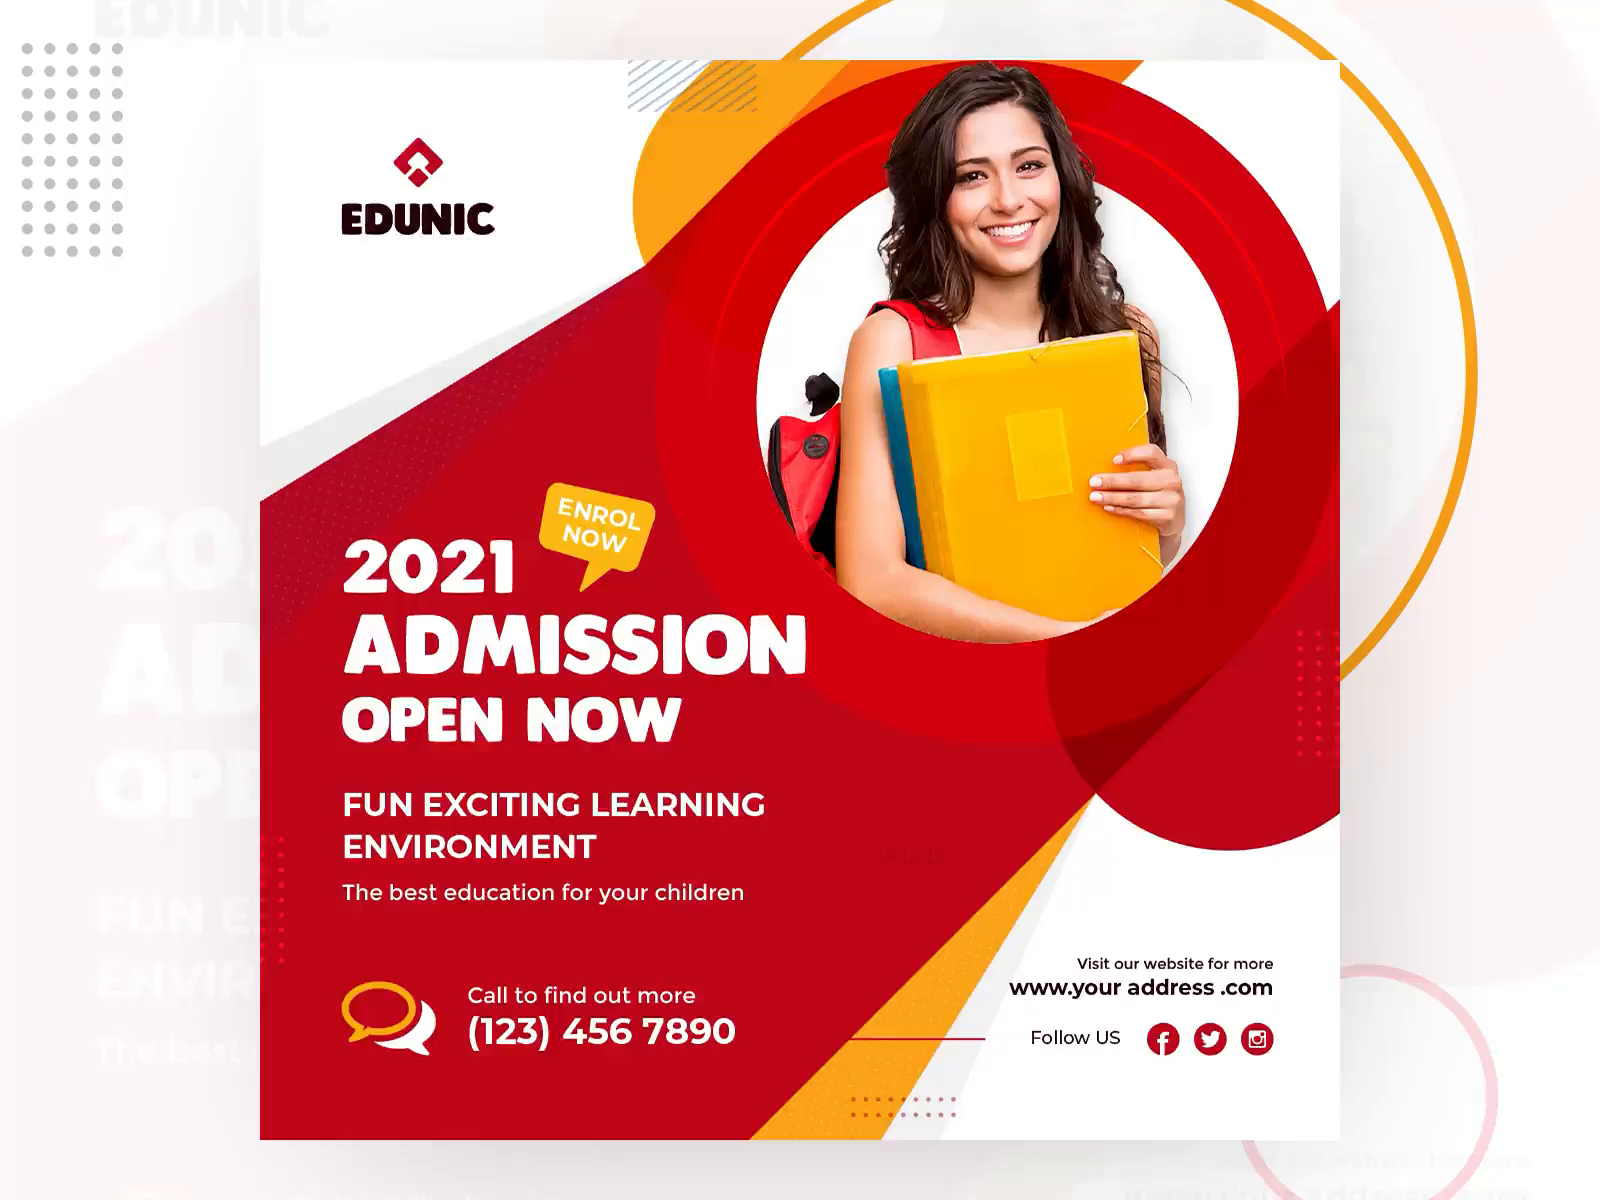 EDUNIC
ENROL
NOW
2021
ADMISSION
OPEN NOW
FUN EXCITING LEARNING
ENVIRONMENT
The best education for your children
Call to find out more
(123) 456 7890
Visit our website for more
www.your address .com
Follow US